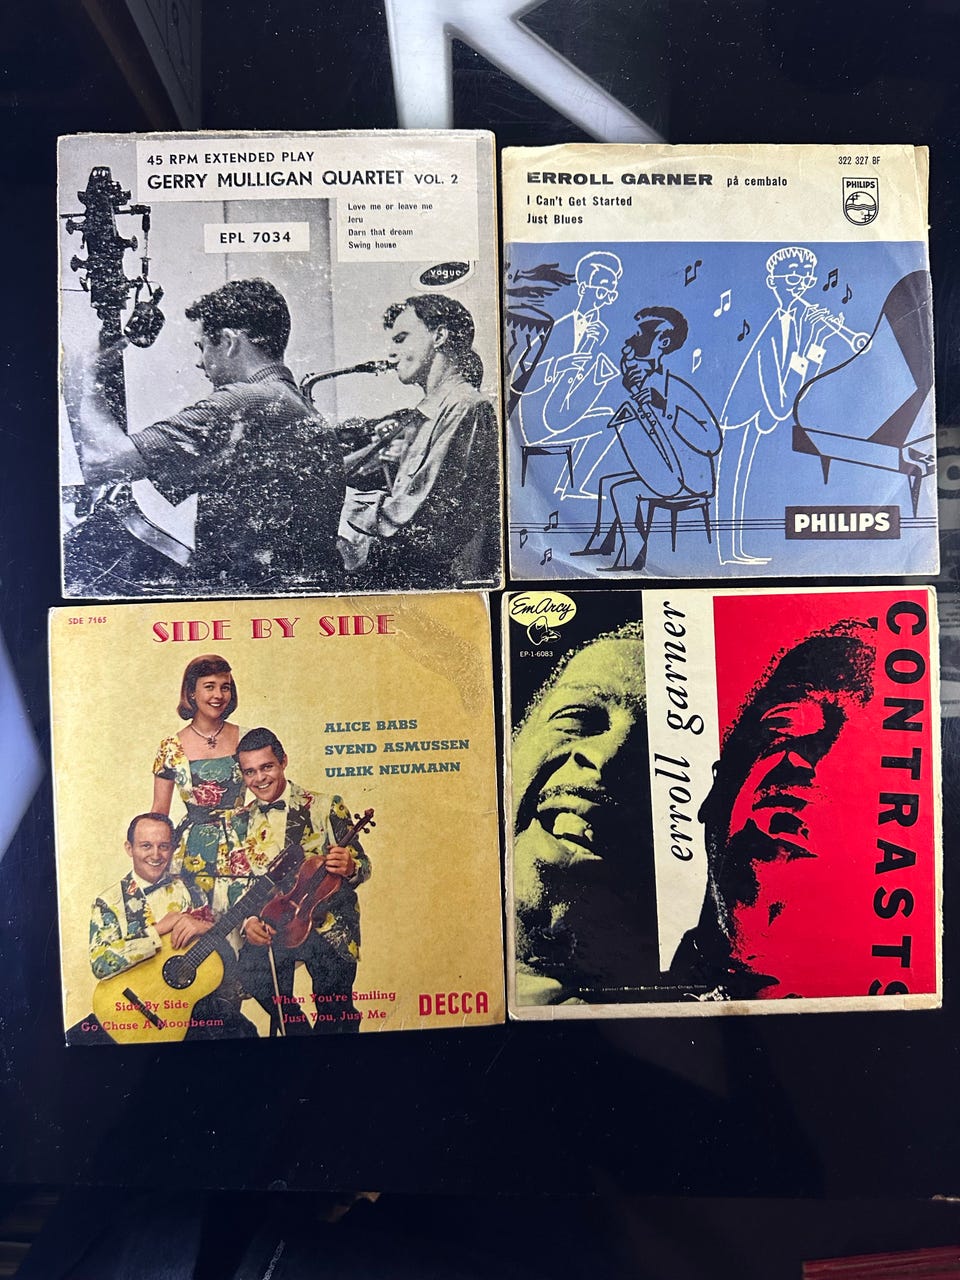 45 RPM EXTENDED PLAY
GERRY MULLIGAN QUARTET VOL. 2
Love me or leave me
Jeru
Darn that dream
Swing house
EPL 7034
vogue
322 327 BF
ERROLL GARNER på cembalo
I Can't Get Started
Just Blues
PHILIPS
PHILIPS
SDE 7165
SIDE BY SIDE
ALICE BABS
SVEND ASMUSSEN
ULRIK NEUMANN
Side By Side
Go Chase A Moonbeam
When You're Smiling
Just You, Just Me
DECCA
EmArcy
EP-1-6083
erroll garner
CONTRASTS